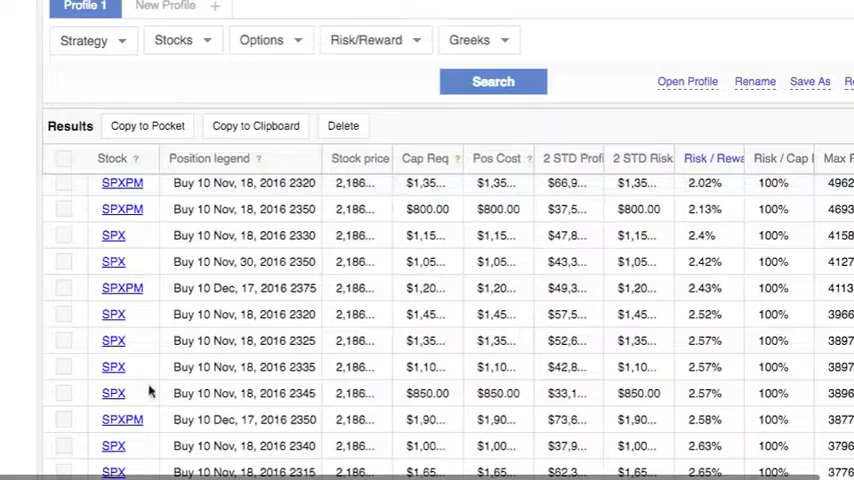 Profile 1 New Profile +
Strategy Stocks Options Risk/Reward Greeks
Search Open Profile Rename Save As
Results Copy to Pocket Copy to Clipboard Delete
Stock ? Position legend ? Stock price Cap Req ? Pos Cost ? 2 STD Profi 2 STD Risk Risk / Rewa Risk / Cap Max
SPXPM Buy 10 Nov, 18, 2016 2320 2,186... $1,35... $1,35... $66,9... $1,35... 2.02% 100% 4962
SPXPM Buy 10 Nov, 18, 2016 2350 2,186... $800.00 $800.00 $37,5... $800.00 2.13% 100% 4693
SPX Buy 10 Nov, 18, 2016 2330 2,186... $1,15... $1,15... $47,8... $1,15... 2.4% 100% 4158
SPX Buy 10 Nov, 30, 2016 2350 2,186... $1,05... $1,05... $43,3... $1,05... 2.42% 100% 4127
SPXPM Buy 10 Dec, 17, 2016 2375 2,186... $1,20... $1,20... $49,3... $1,20... 2.43% 100% 4113
SPX Buy 10 Nov, 18, 2016 2320 2,186... $1,45... $1,45... $57,5... $1,45... 2.52% 100% 3966
SPX Buy 10 Nov, 18, 2016 2325 2,186... $1,35... $1,35... $52,6... $1,35... 2.57% 100% 3897
SPX Buy 10 Nov, 18, 2016 2335 2,186... $1,10... $1,10... $42,8... $1,10... 2.57% 100% 3897
SPX Buy 10 Nov, 18, 2016 2345 2,186... $850.00 $850.00 $33,1... $850.00 2.57% 100% 3897
SPXPM Buy 10 Dec, 17, 2016 2350 2,186... $1,90... $1,90... $73,6... $1,90... 2.58% 100% 3877
SPX Buy 10 Nov, 18, 2016 2340 2,186... $1,00... $1,00... $37,9... $1,00... 2.63% 100% 3796
SPX Buy 10 Nov, 18, 2016 2315 2,186... $1,65... $1,65... $62,3... $1,65... 2.65% 100% 3776